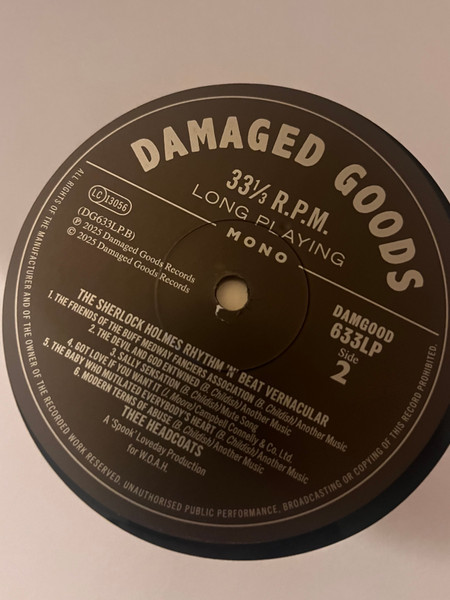 DAMAGED GOODS
33⅓ R.P.M.
LONG PLAYING
MONO
LC 13056
(DG633LP.B)
℗ 2025 Damaged Goods Records
© 2025 Damaged Goods Records
DAMGOOD
633LP
Side
2
THE SHERLOCK HOLMES RHYTHM 'N' BEAT VERNACULAR
1. THE FRIENDS OF THE BUFF MEDWAY FANCIERS ASSOCIATION (B. Childish)/Another Music
2. THE DEVIL AND GOD ENTWINED (B. Childish)/Another Music
3. SALLY SENSATION (B. Childish)/Mute Song
4. GOT LOVE IF YOU WANT IT (J. Moore)/Campbell Connelly & Co. Ltd.
5. THE BABY WHO MUTILATED EVERYBODY'S HEART (B. Childish)/Another Music
6. MODERN TERMS OF ABUSE (B. Childish)/Another Music
THEE HEADCOATS
A 'Spook' Loveday Production
for W.O.A.H.
ALL RIGHTS OF THE MANUFACTURER AND OF THE OWNER OF THE RECORDED WORK RESERVED. UNAUTHORISED PUBLIC PERFORMANCE, BROADCASTING OR COPYING OF THIS RECORD PROHIBITED.